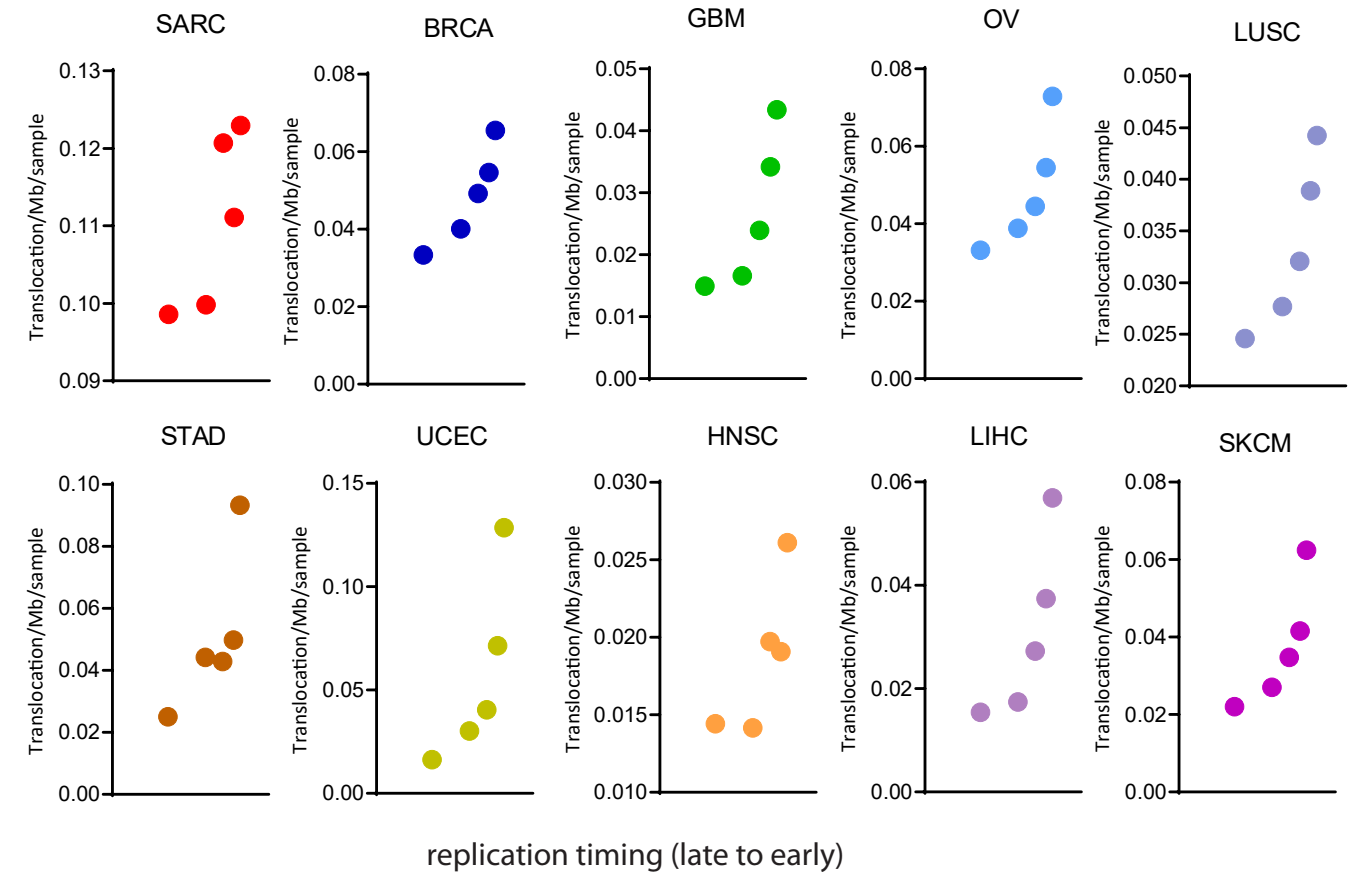 SARC
0.13
0.12
0.11
0.10
0.09
Translocation/Mb/sample
BRCA
0.08
0.06
0.04
0.02
0.00
Translocation/Mb/sample
GBM
0.05
0.04
0.03
0.02
0.01
0.00
Translocation/Mb/sample
OV
0.08
0.06
0.04
0.02
0.00
Translocation/Mb/sample
LUSC
0.050
0.045
0.040
0.035
0.030
0.025
0.020
Translocation/Mb/sample
STAD
0.10
0.08
0.06
0.04
0.02
0.00
Translocation/Mb/sample
UCEC
0.15
0.10
0.05
0.00
Translocation/Mb/sample
HNSC
0.030
0.025
0.020
0.015
0.010
Translocation/Mb/sample
LIHC
0.06
0.04
0.02
0.00
Translocation/Mb/sample
SKCM
0.08
0.06
0.04
0.02
0.00
Translocation/Mb/sample
replication timing (late to early)